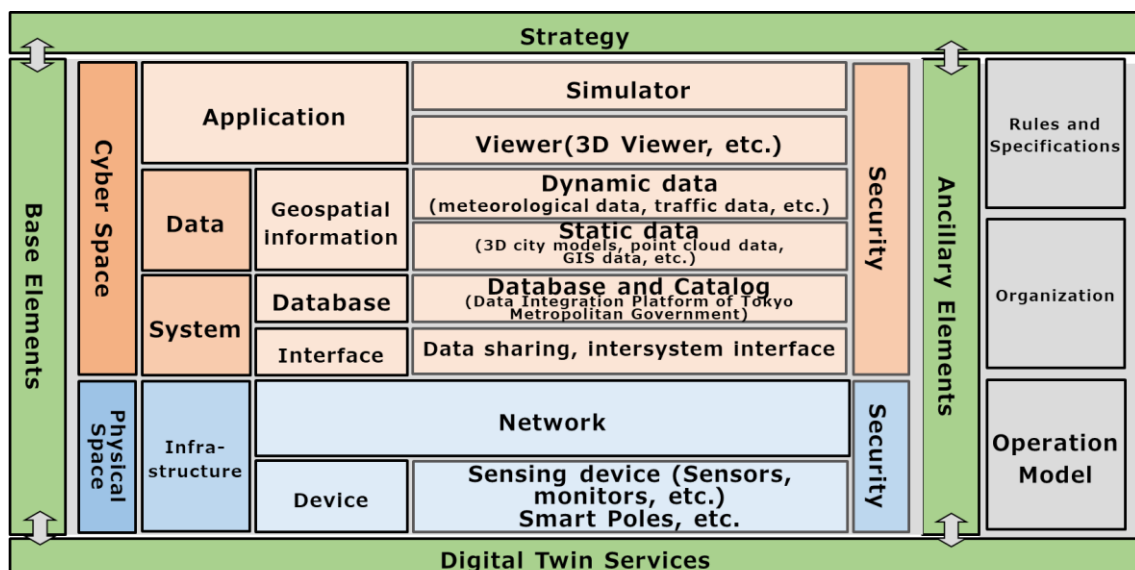 Strategy
Base Elements
Cyber Space
Application
Simulator
Viewer(3D Viewer, etc.)
Data
Geospatial
information
Dynamic data
(meteorological data, traffic data, etc.)
Static data
(3D city models, point cloud data,
GIS data, etc.)
System
Database
Database and Catalog
(Data Integration Platform of Tokyo
Metropolitan Government)
Interface
Data sharing, intersystem interface
Security
Physical
Space
Infra-
structure
Network
Device
Sensing device (Sensors,
monitors, etc.)
Smart Poles, etc.
Security
Ancillary Elements
Rules and
Specifications
Organization
Operation
Model
Digital Twin Services